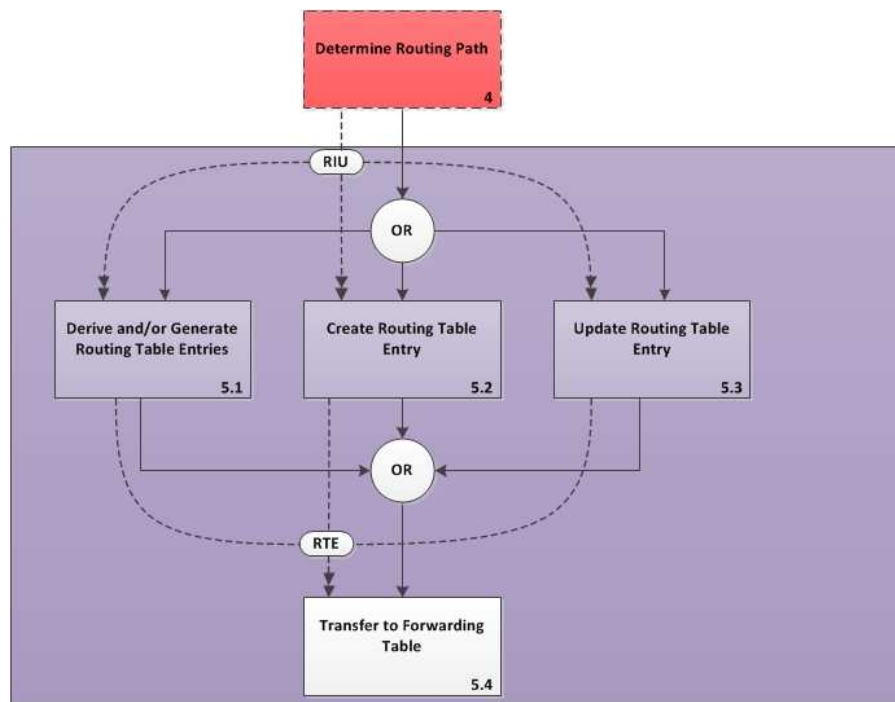 Determine Routing Path
4
RIU
OR
Derive and/or Generate
Routing Table Entries
5.1
Create Routing Table
Entry
5.2
Update Routing Table
Entry
5.3
OR
RTE
Transfer to Forwarding
Table
5.4